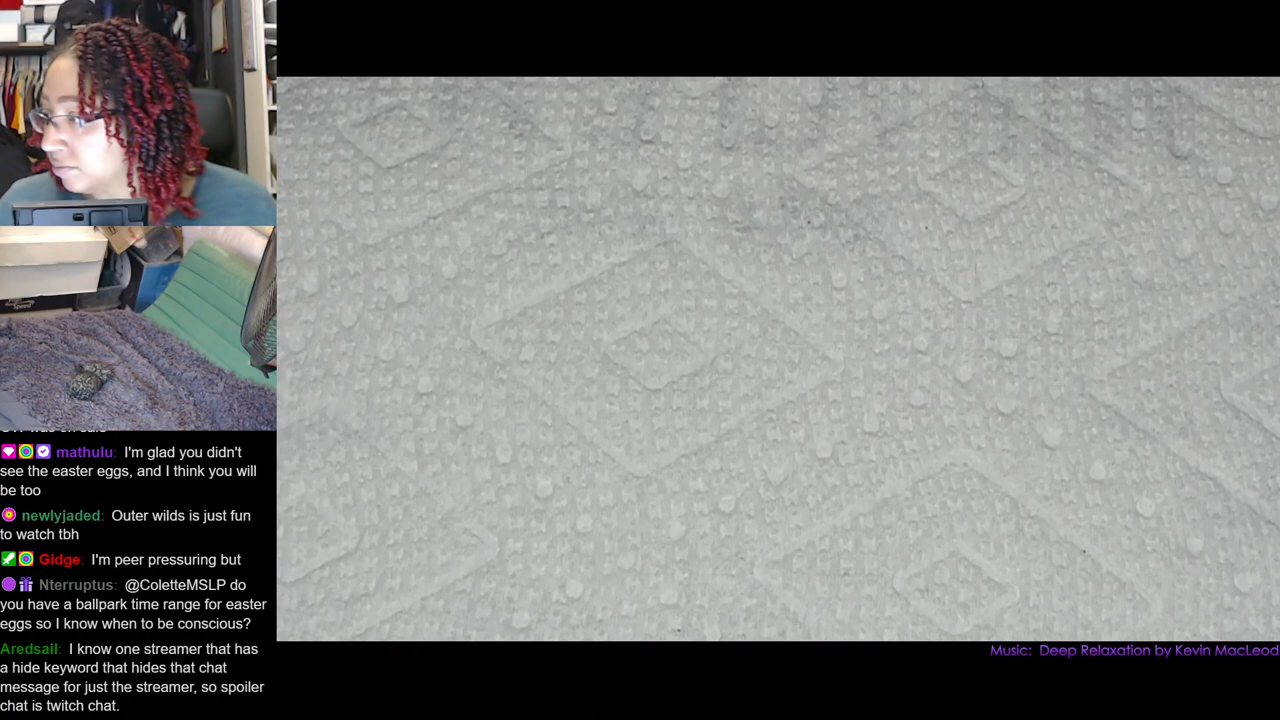 mathulu: I'm glad you didn't
see the easter eggs, and I think you will
be too
newlyjaded: Outer wilds is just fun
to watch tbh
Gidge: I'm peer pressuring but
Nterruptus: @ColetteMSLP do
you have a ballpark time range for easter
eggs so I know when to be conscious?
Aredsail: I know one streamer that has
a hide keyword that hides that chat
message for just the streamer, so spoiler
chat is twitch chat.
Music: Deep Relaxation by Kevin MacLeod